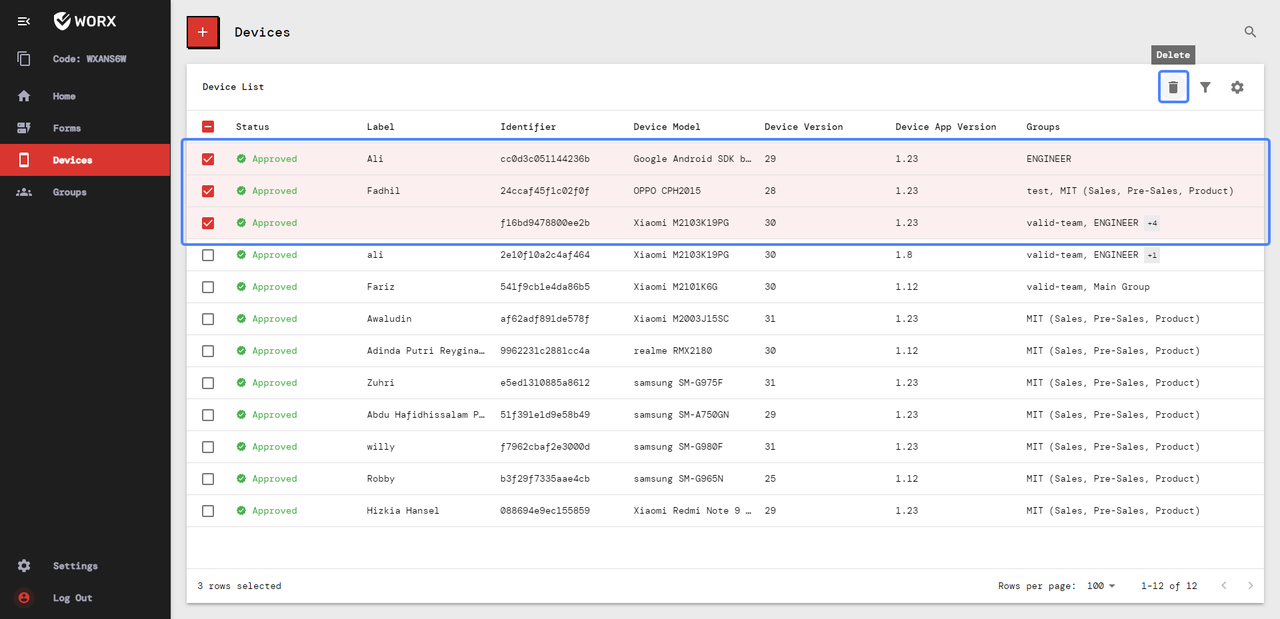 WORX
Code: WXANS6W
Home
Forms
Devices
Groups
Settings
Log Out
+ Devices
Delete
Device List
Status Label Identifier Device Model Device Version Device App Version Groups
Approved Ali cc0d3c051144236b Google Android SDK b... 29 1.23 ENGINEER
Approved Fadhil 24ccaf45f1c02f0f OPPO CPH2015 28 1.23 test, MIT (Sales, Pre-Sales, Product)
Approved f16bd9478800ee2b Xiaomi M2103K19PG 30 1.23 valid-team, ENGINEER +4
Approved ali 2e10f10a2c4af464 Xiaomi M2103K19PG 30 1.8 valid-team, ENGINEER +1
Approved Fariz 541f9cb1e4da86b5 Xiaomi M2101K6G 30 1.12 valid-team, Main Group
Approved Awaludin af62adf891de578f Xiaomi M2003J15SC 31 1.23 MIT (Sales, Pre-Sales, Product)
Approved Adinda Putri Reygina... 9962231c2881cc4a realme RMX2180 30 1.12 MIT (Sales, Pre-Sales, Product)
Approved Zuhri e5ed1310885a8612 samsung SM-G975F 31 1.23 MIT (Sales, Pre-Sales, Product)
Approved Abdu Hafidhissalam P... 51f391e1d9e58b49 samsung SM-A750GN 29 1.23 MIT (Sales, Pre-Sales, Product)
Approved willy f7962cbaf2e3000d samsung SM-G980F 31 1.23 MIT (Sales, Pre-Sales, Product)
Approved Robby b3f29f7335aae4cb samsung SM-G965N 25 1.12 MIT (Sales, Pre-Sales, Product)
Approved Hizkia Hansel 088694e9ec155859 Xiaomi Redmi Note 9 ... 29 1.23 MIT (Sales, Pre-Sales, Product)
3 rows selected Rows per page: 100 1-12 of 12